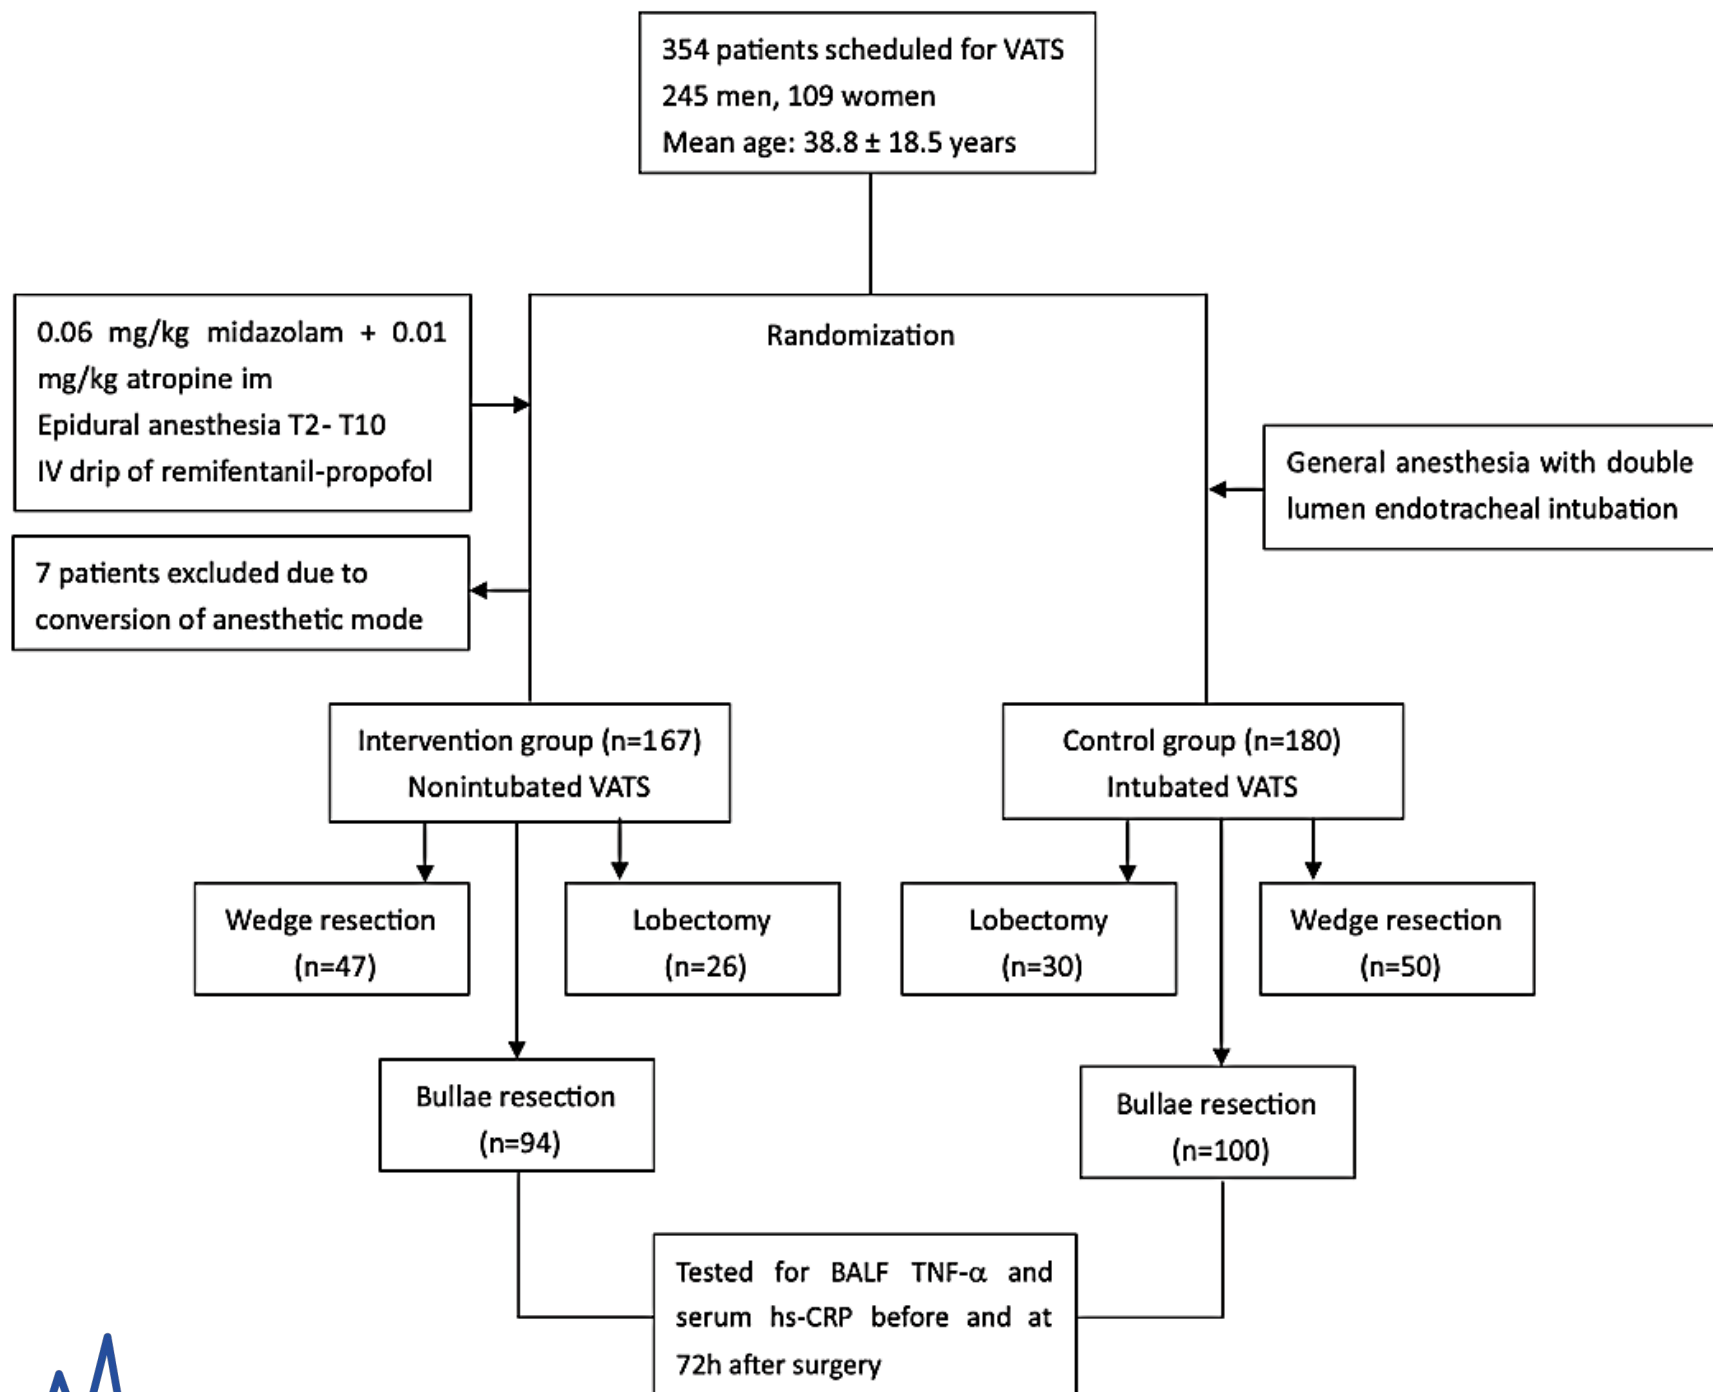 354 patients scheduled for VATS
245 men, 109 women
Mean age: 38.8 ± 18.5 years
Randomization
0.06 mg/kg midazolam + 0.01
mg/kg atropine im
Epidural anesthesia T2- T10
IV drip of remifentanil-propofol
General anesthesia with double
lumen endotracheal intubation
7 patients excluded due to
conversion of anesthetic mode
Intervention group (n=167)
Nonintubated VATS
Control group (n=180)
Intubated VATS
Wedge resection
(n=47)
Lobectomy
(n=26)
Lobectomy
(n=30)
Wedge resection
(n=50)
Bullae resection
(n=94)
Bullae resection
(n=100)
Tested for BALF TNF-α and
serum hs-CRP before and at
72h after surgery